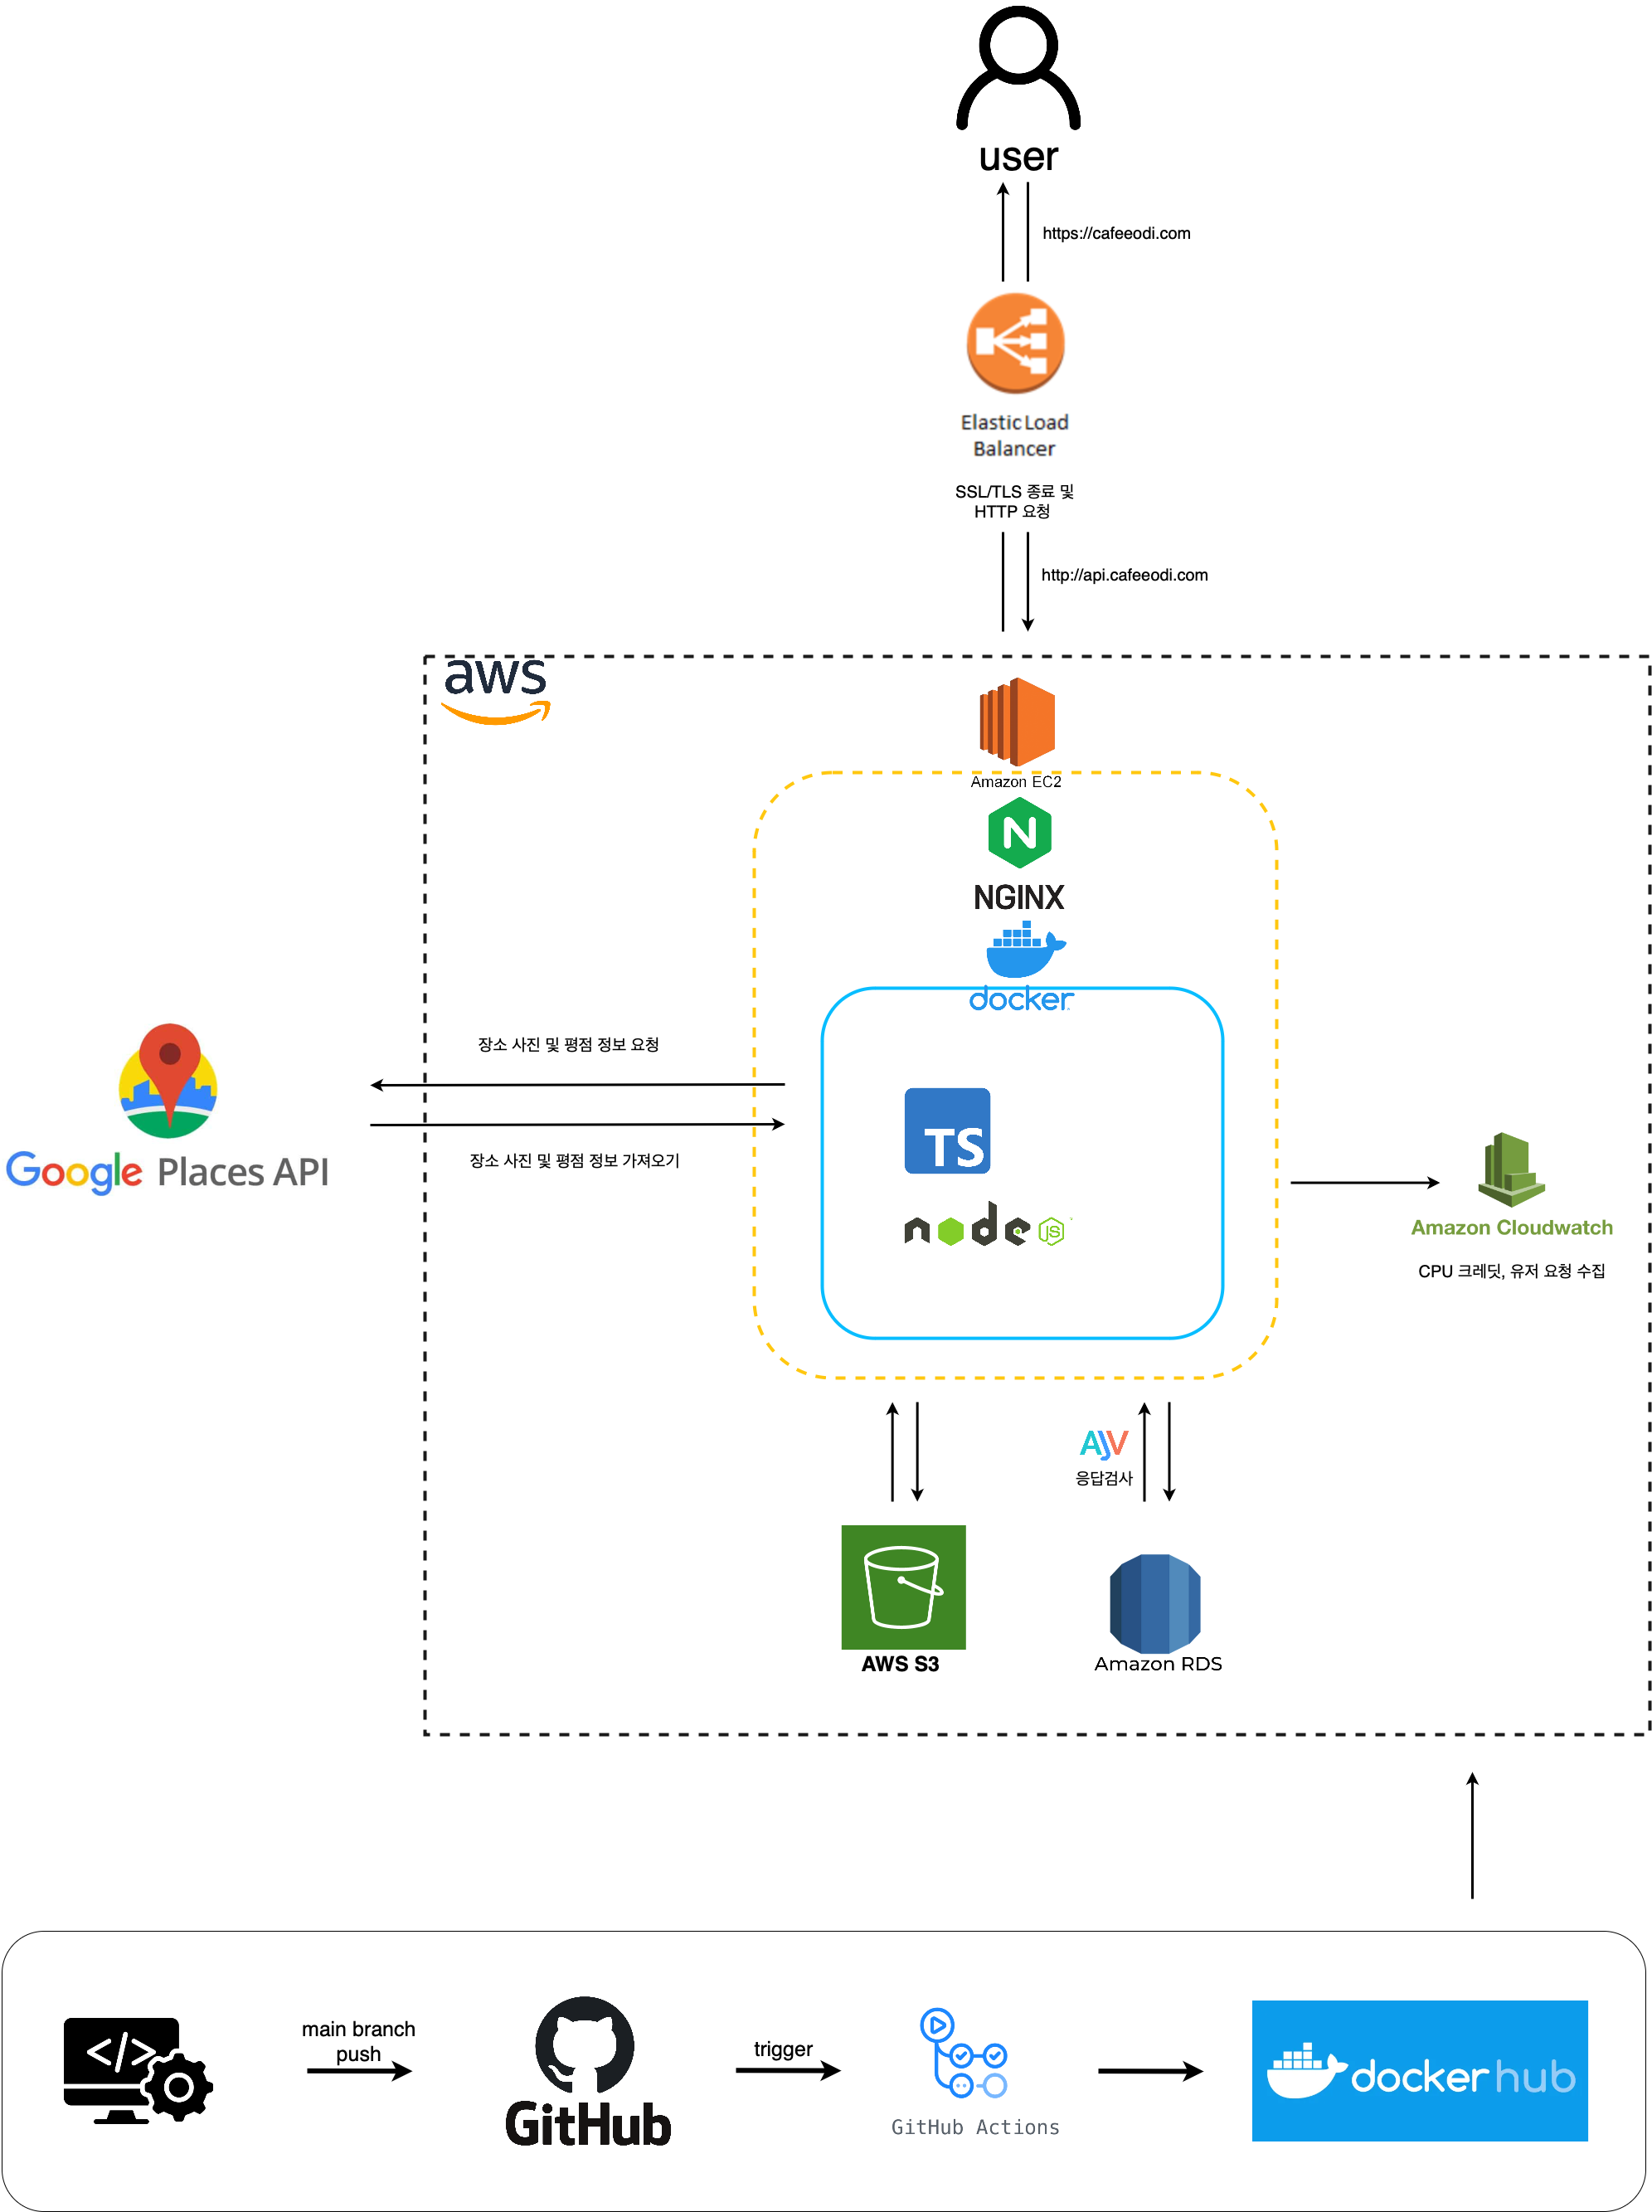 user
https://cafeeodi.com
Elastic Load
Balancer
SSL/TLS 종료 및
HTTP 요청
http://api.cafeeodi.com
aws
Amazon EC2
N
NGINX
docker
장소 사진 및 평점 정보 요청
장소 사진 및 평점 정보 가져오기
Google Places API
TS
node
JS
Amazon Cloudwatch
CPU 크레딧, 유저 요청 수집
AJV
응답검사
AWS S3
Amazon RDS
</>
main branch
push
GitHub
trigger
GitHub Actions
docker hub